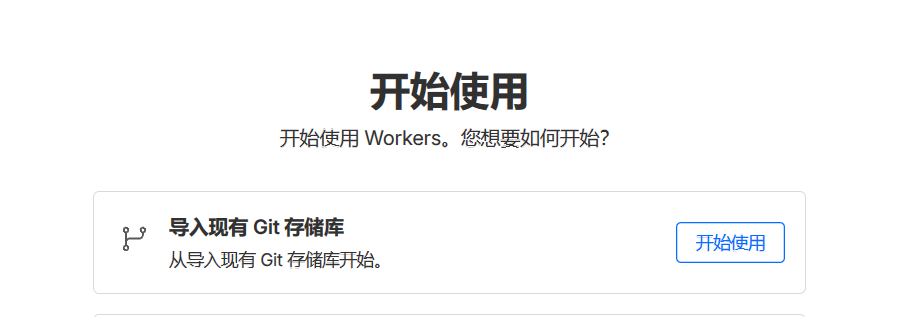 开始使用
开始使用 Workers。您想要如何开始？
导入现有 Git 存储库
从导入现有 Git 存储库开始。
开始使用